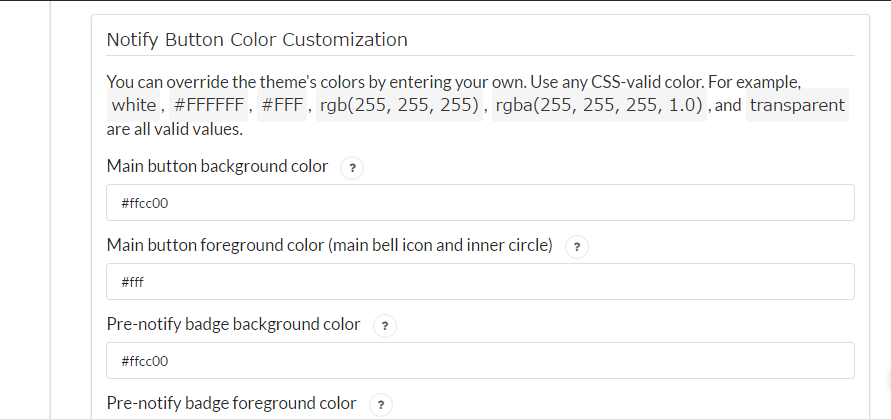 Notify Button Color Customization
You can override the theme's colors by entering your own. Use any CSS-valid color. For example,
white , #FFFFFF , #FFF , rgb(255, 255, 255) , rgba(255, 255, 255, 1.0) , and transparent
are all valid values.
Main button background color ?
#ffcc00
Main button foreground color (main bell icon and inner circle) ?
#fff
Pre-notify badge background color ?
#ffcc00
Pre-notify badge foreground color ?